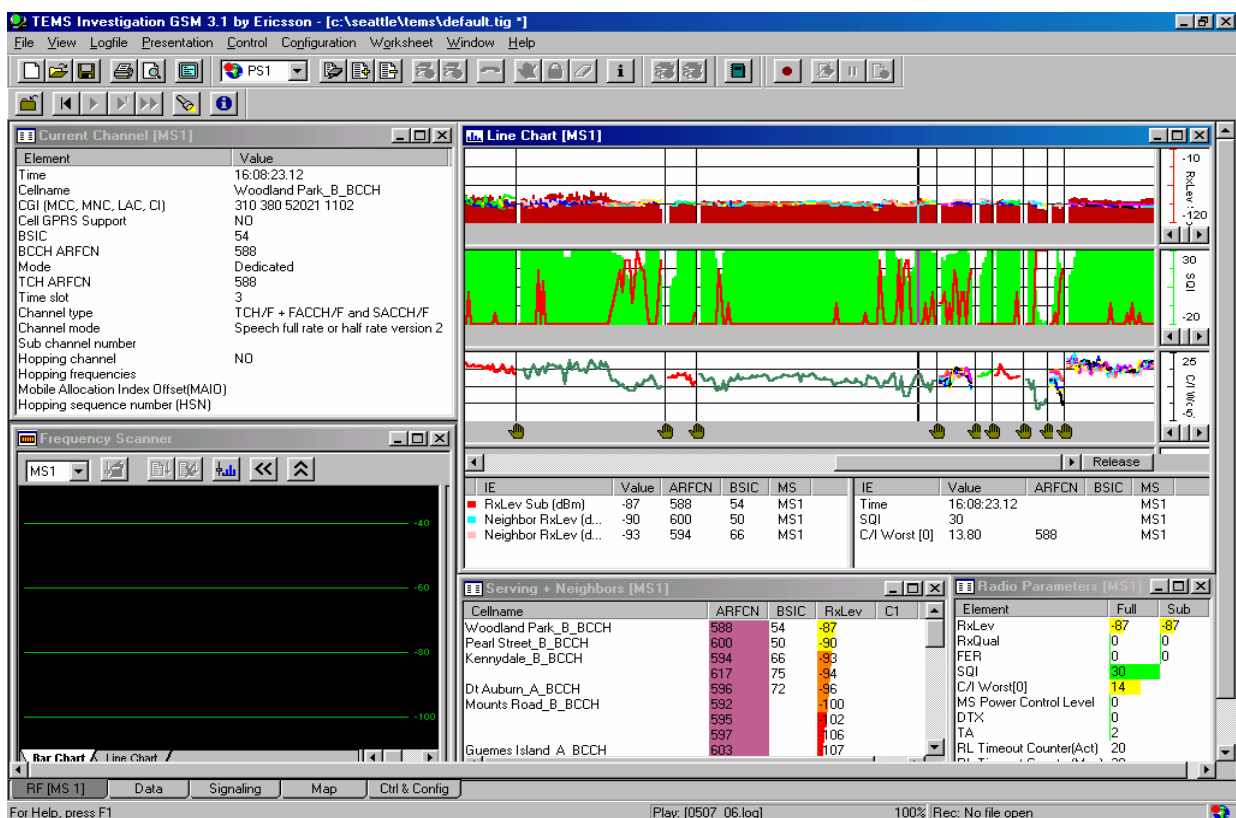 TEMS Investigation GSM 3.1 by Ericsson - [c:\seattle\tems\default.tig *]
File View Logfile Presentation Control Configuration Worksheet Window Help
PS1
Current Channel [MS1]
Element Value
Time 16:08:23.12
Cellname Woodland Park_B_BCCH
CGI (MCC, MNC, LAC, CI) 310 380 52021 1102
Cell GPRS Support NO
BSIC 54
BCCH ARFCN 588
Mode Dedicated
TCH ARFCN 588
Time slot 3
Channel type TCH/F + FACCH/F and SACCH/F
Channel mode Speech full rate or half rate version 2
Sub channel number
Hopping channel NO
Hopping frequencies
Mobile Allocation Index Offset(MAIO)
Hopping sequence number (HSN)
Line Chart [MS1]
-10
RxLev
-120
30
SQI
-20
25
C/I Worst
-5
Release
IE Value ARFCN BSIC MS
RxLev Sub (dBm) -87 588 54 MS1
Neighbor RxLev (d... -90 600 50 MS1
Neighbor RxLev (d... -93 594 66 MS1
IE Value ARFCN BSIC MS
Time 16:08:23.12 MS1
SQI 30 MS1
C/I Worst [0] 13.80 588 MS1
Frequency Scanner
MS1
-40
-60
-80
-100
Bar Chart Line Chart
Serving + Neighbors [MS1]
Cellname ARFCN BSIC RxLev C1
Woodland Park_B_BCCH 588 54 -87
Pearl Street_B_BCCH 600 50 -90
Kennydale_B_BCCH 594 66 -93
617 75 -94
Dt Auburn_A_BCCH 596 72 -96
Mounts Road_B_BCCH 592 -100
595 -102
597 -106
Guemes Island_A_BCCH 603 -107
Radio Parameters [MS1]
Element Full Sub
RxLev -87 -87
RxQual 0 0
FER 0 0
SQI 30
C/I Worst[0] 14
MS Power Control Level 0
DTX 0
TA 2
RL Timeout Counter(Act) 20
RF [MS 1] Data Signaling Map Ctrl & Config
For Help, press F1 Play: [0507_06.log] 100% Rec: No file open